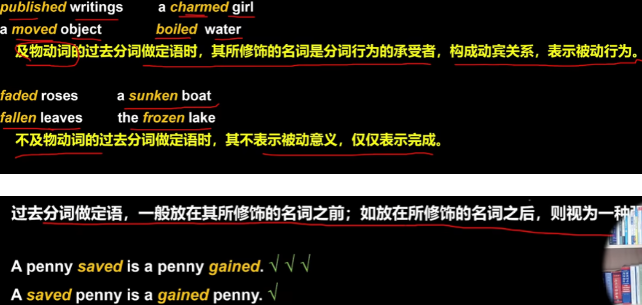 published writings a charmed girl
a moved object boiled water
及物动词的过去分词做定语时，其所修饰的名词是分词行为的承受者，构成动宾关系，表示被动行为。
faded roses a sunken boat
fallen leaves the frozen lake
不及物动词的过去分词做定语时，其不表示被动意义，仅仅表示完成。
过去分词做定语，一般放在其所修饰的名词之前；如放在所修饰的名词之后，则视为一种
A penny saved is a penny gained. √ √ √
A saved penny is a gained penny. √